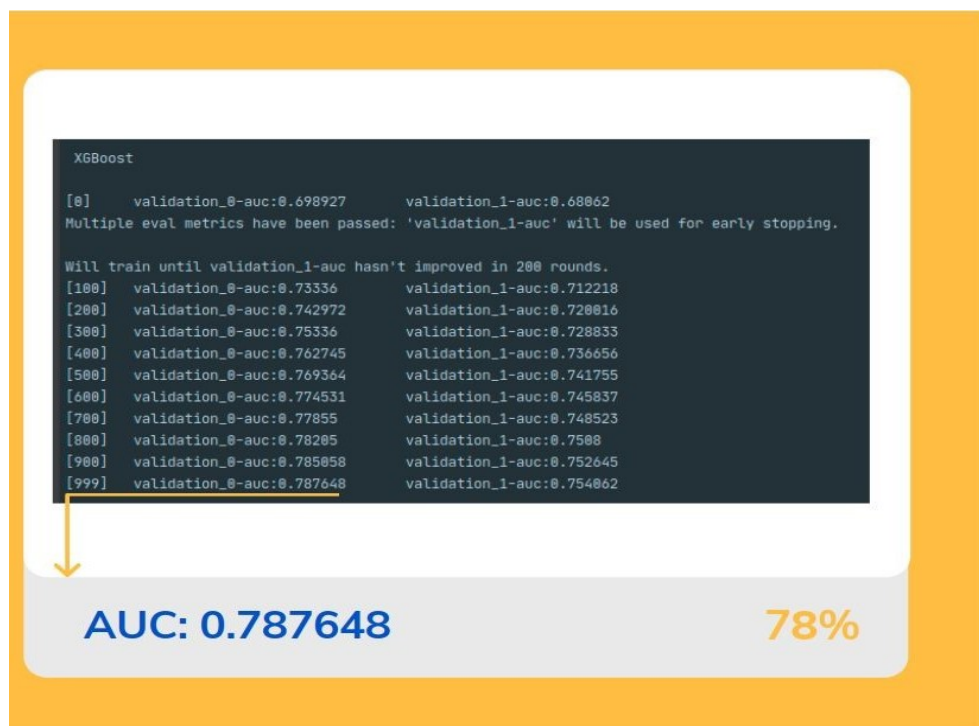 XGBoost
[0] validation_0-auc:0.698927 validation_1-auc:0.68062
Multiple eval metrics have been passed: 'validation_1-auc' will be used for early stopping.
Will train until validation_1-auc hasn't improved in 200 rounds.
[100] validation_0-auc:0.73336 validation_1-auc:0.712218
[200] validation_0-auc:0.742972 validation_1-auc:0.720016
[300] validation_0-auc:0.75336 validation_1-auc:0.728833
[400] validation_0-auc:0.762745 validation_1-auc:0.736656
[500] validation_0-auc:0.769364 validation_1-auc:0.741755
[600] validation_0-auc:0.774531 validation_1-auc:0.745837
[700] validation_0-auc:0.77855 validation_1-auc:0.748523
[800] validation_0-auc:0.78205 validation_1-auc:0.7508
[900] validation_0-auc:0.785058 validation_1-auc:0.752645
[999] validation_0-auc:0.787648 validation_1-auc:0.754062
AUC: 0.787648 78%